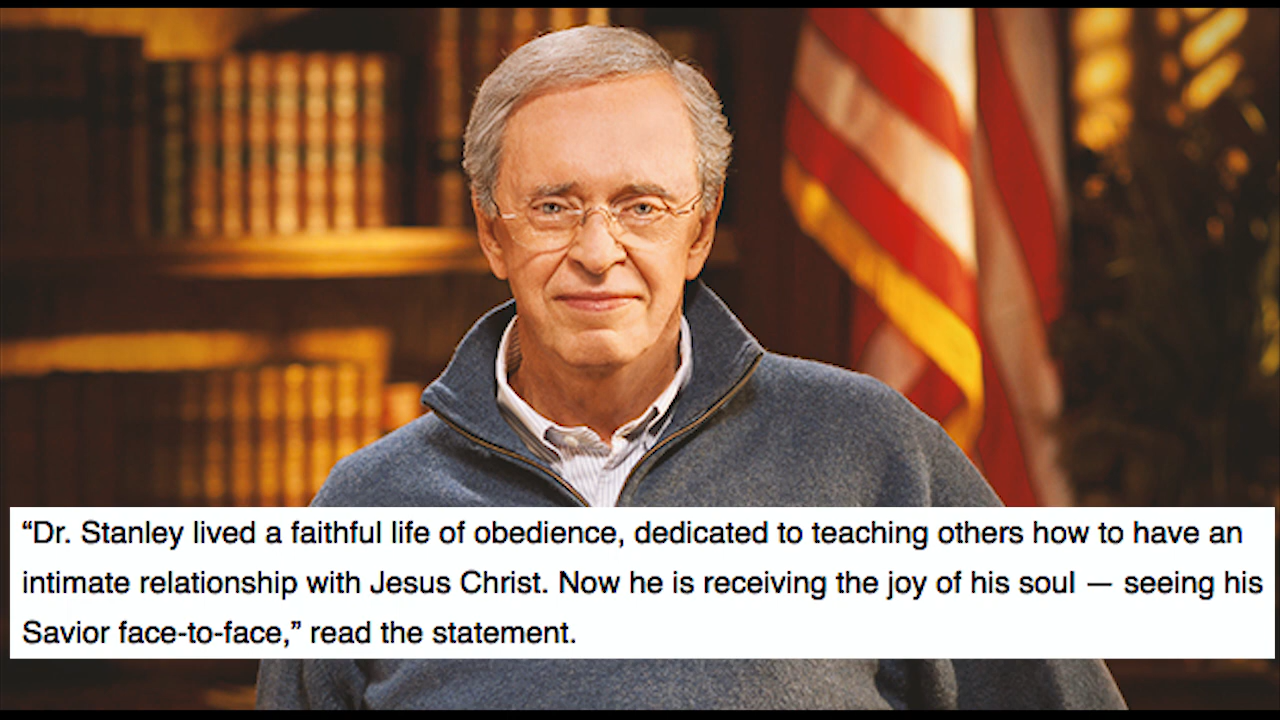 “Dr. Stanley lived a faithful life of obedience, dedicated to teaching others how to have an
intimate relationship with Jesus Christ. Now he is receiving the joy of his soul — seeing his
Savior face-to-face,” read the statement.